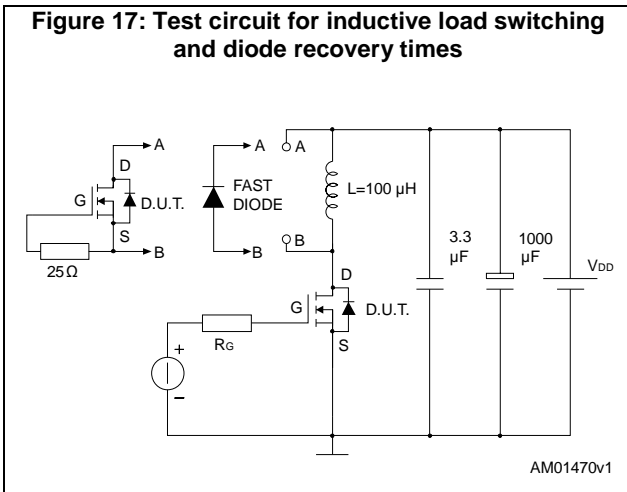 Figure 17: Test circuit for inductive load switching
and diode recovery times
A
A
A
D
G
D.U.T.
S
25Ω
B
FAST
DIODE
B
B
L=100 µH
3.3
µF
1000
µF
VDD
D
G
D.U.T.
S
RG
+
−
AM01470v1